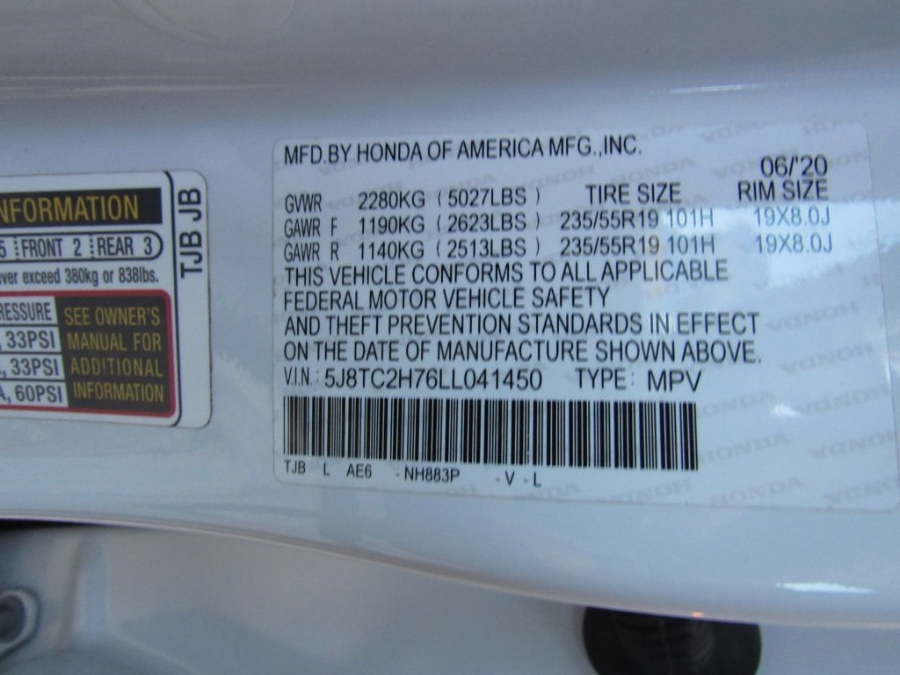 NFORMATION
5 FRONT 2 REAR 3
ver exceed 380kg or 838lbs.
RESSURE
, 33PSI
, 33PSI
A, 60PSI
SEE OWNER'S
MANUAL FOR
ADDITIONAL
INFORMATION
TJB JB
MFD.BY HONDA OF AMERICA MFG.,INC.
06/'20
GVWR 2280KG (5027LBS) TIRE SIZE RIM SIZE
GAWR F 1190KG (2623LBS) 235/55R19 101H 19X8.0J
GAWR R 1140KG (2513LBS) 235/55R19 101H 19X8.0J
THIS VEHICLE CONFORMS TO ALL APPLICABLE
FEDERAL MOTOR VEHICLE SAFETY
AND THEFT PREVENTION STANDARDS IN EFFECT
ON THE DATE OF MANUFACTURE SHOWN ABOVE.
V.I.N.: 5J8TC2H76LL041450 TYPE: MPV
TJB L AE6 -NH883P -V -L